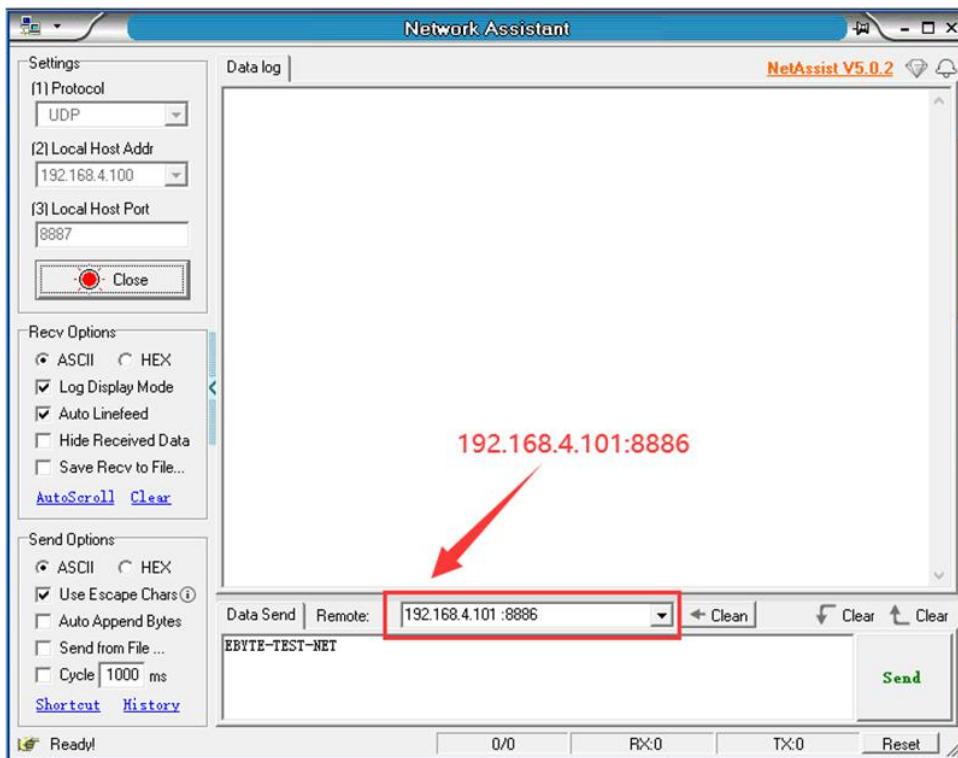 Network Assistant
Settings
(1) Protocol
UDP
(2) Local Host Addr
192.168.4.100
(3) Local Host Port
8887
Close
Recv Options
ASCII HEX
Log Display Mode
Auto Linefeed
Hide Received Data
Save Recv to File...
AutoScroll Clear
Send Options
ASCII HEX
Use Escape Chars
Auto Append Bytes
Send from File ...
Cycle 1000 ms
Shortcut History
Data log
NetAssist V5.0.2
192.168.4.101:8886
Data Send Remote: 192.168.4.101 :8886 Clean Clear Clear
EBYTE-TEST-NET
Send
Ready! 0/0 RX:0 TX:0 Reset